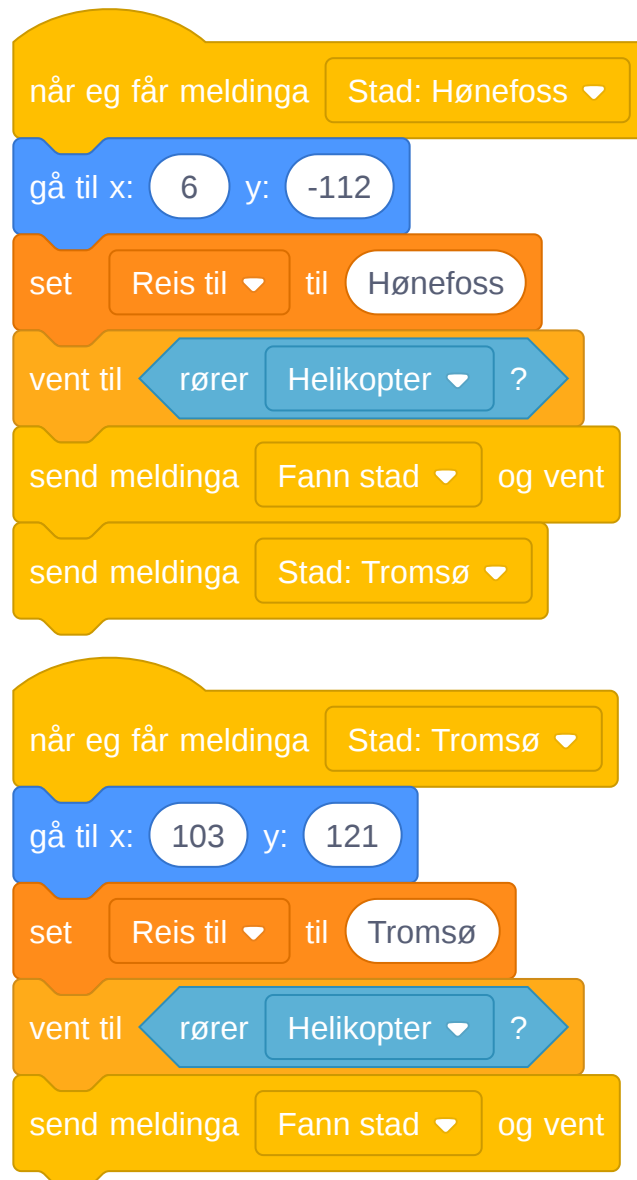 når eg får meldinga Stad: Hønefoss
gå til x: 6 y: -112
set Reis til til Hønefoss
vent til rører Helikopter ?
send meldinga Fann stad og vent
send meldinga Stad: Tromsø
når eg får meldinga Stad: Tromsø
gå til x: 103 y: 121
set Reis til til Tromsø
vent til rører Helikopter ?
send meldinga Fann stad og vent